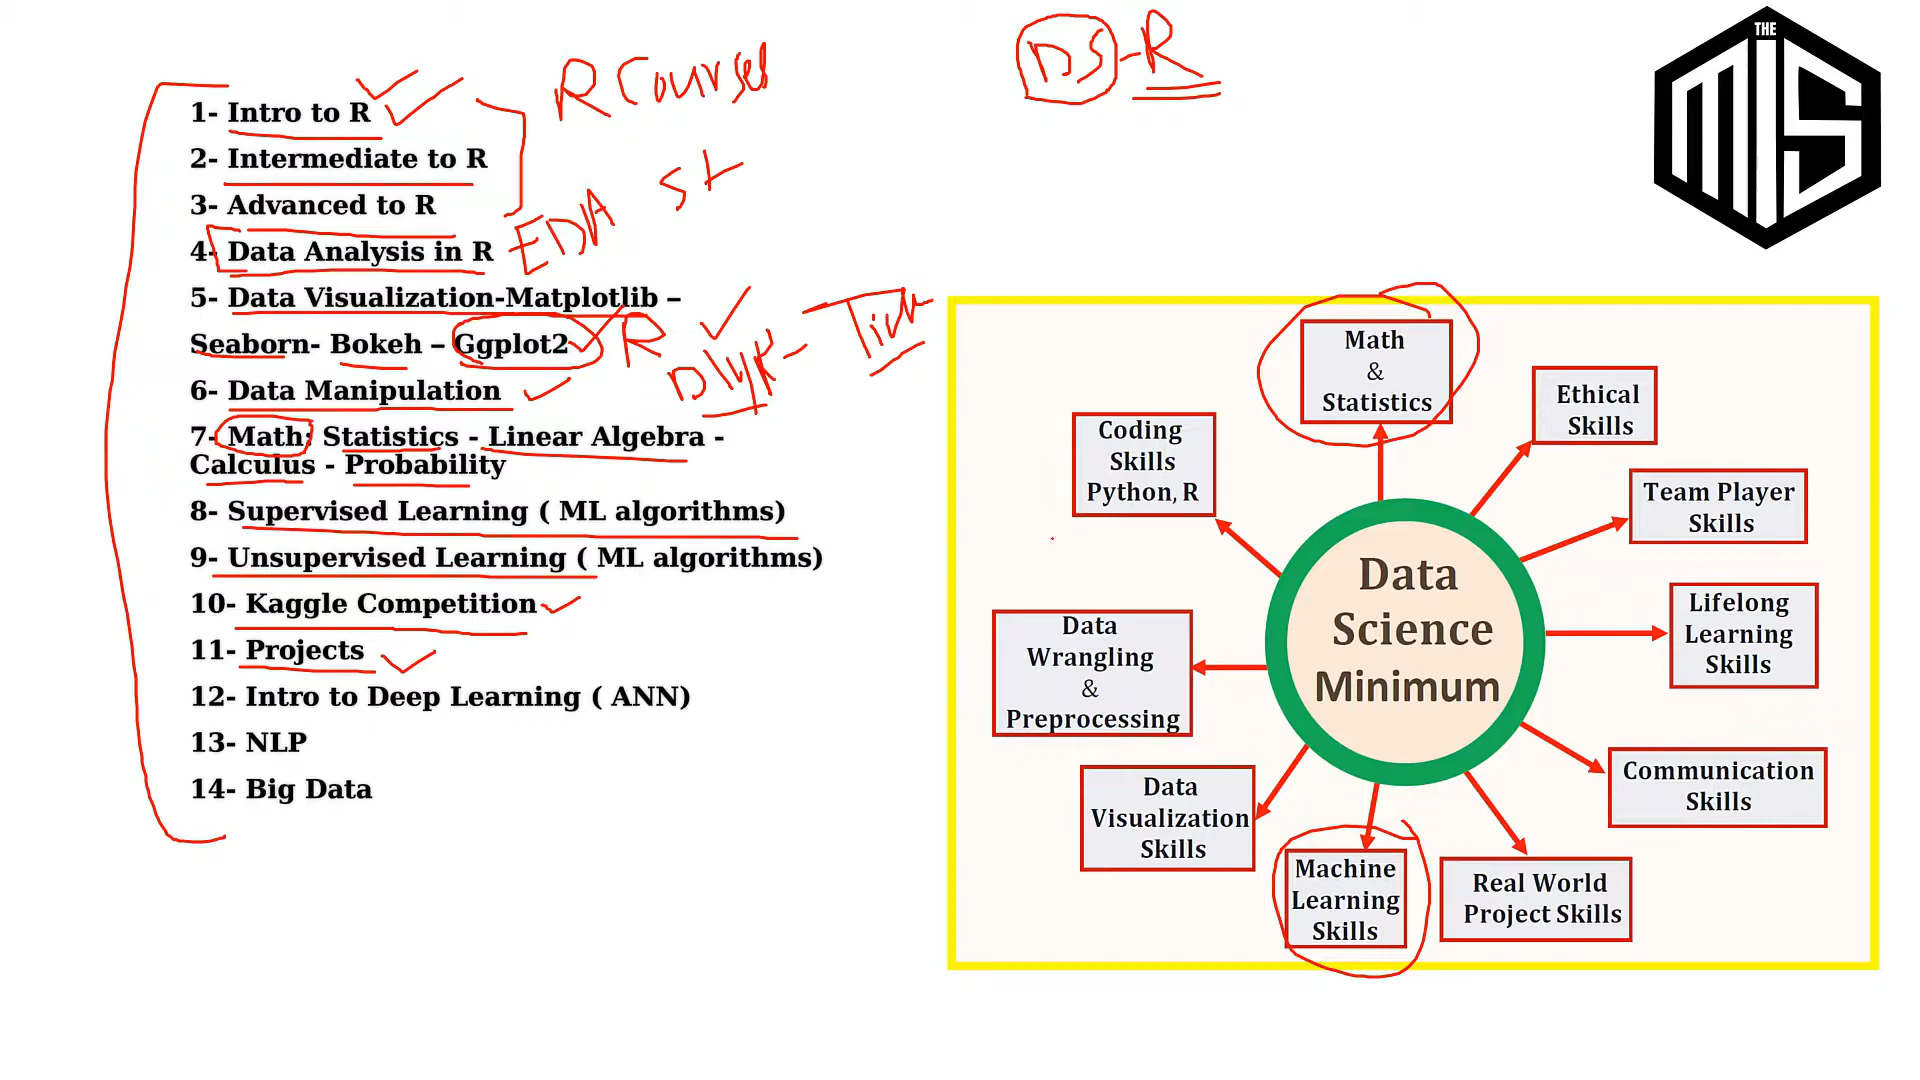 DS-R
THE
MIS
R Courses
1- Intro to R
2- Intermediate to R
3- Advanced to R
4- Data Analysis in R
EDA st
5- Data Visualization-Matplotlib –
Seaborn- Bokeh – Ggplot2
R
6- Data Manipulation
7- Math: Statistics - Linear Algebra -
Calculus - Probability
8- Supervised Learning ( ML algorithms)
9- Unsupervised Learning ( ML algorithms)
10- Kaggle Competition
11- Projects
12- Intro to Deep Learning ( ANN)
13- NLP
14- Big Data
Math
&
Statistics
Ethical
Skills
Coding
Skills
Python, R
Team Player
Skills
Data
Science
Minimum
Lifelong
Learning
Skills
Data
Wrangling
&
Preprocessing
Communication
Skills
Data
Visualization
Skills
Machine
Learning
Skills
Real World
Project Skills